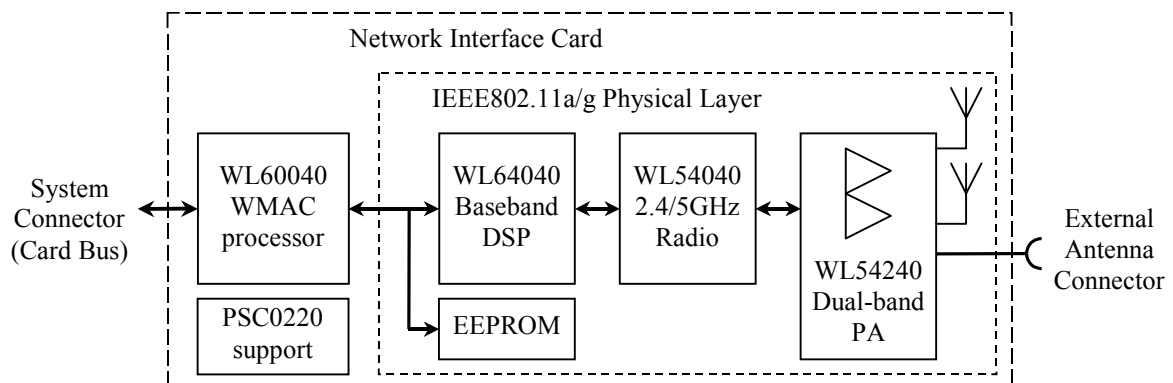 Network Interface Card
IEEE802.11a/g Physical Layer
System
Connector
(Card Bus)
WL60040
WMAC
processor
PSC0220
support
WL64040
Baseband
DSP
EEPROM
WL54040
2.4/5GHz
Radio
WL54240
Dual-band
PA
External
Antenna
Connector